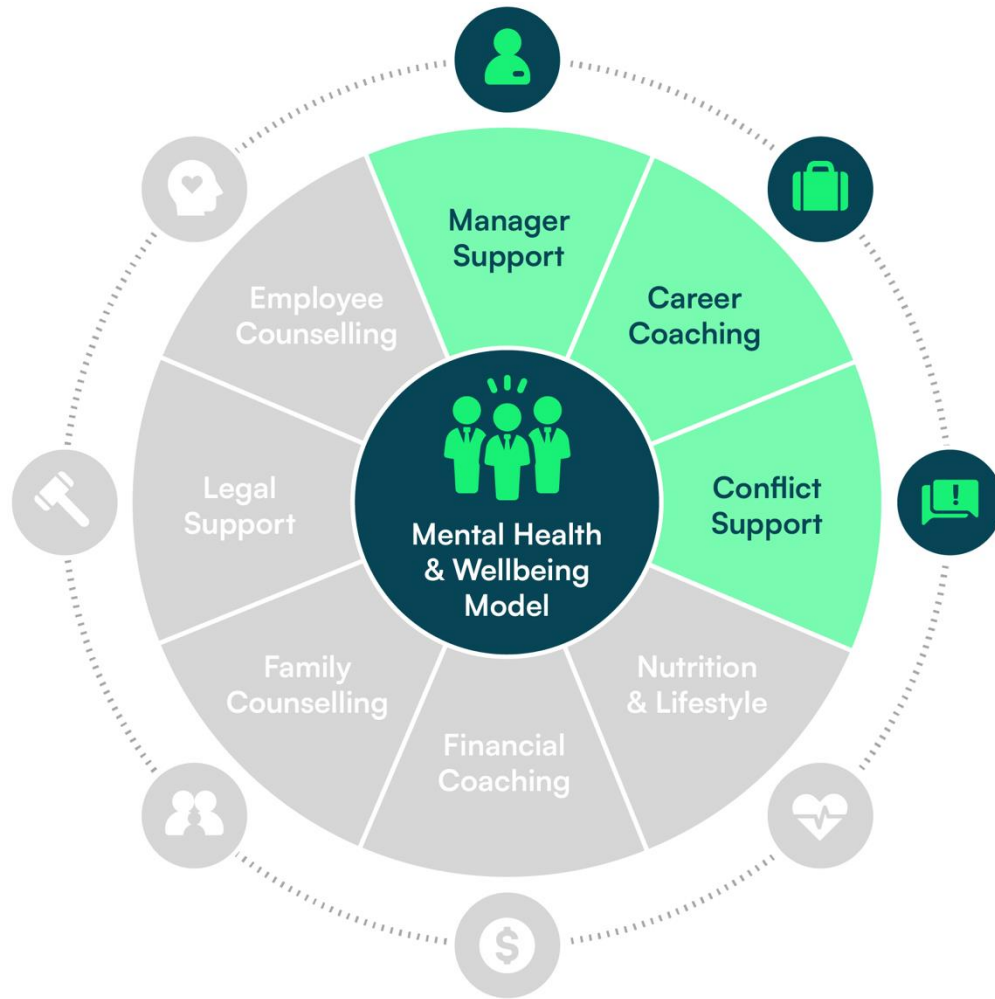 Manager
Support
Career
Coaching
Conflict
Support
Nutrition
& Lifestyle
Financial
Coaching
Family
Counselling
Legal
Support
Employee
Counselling
Mental Health
& Wellbeing
Model
!
$